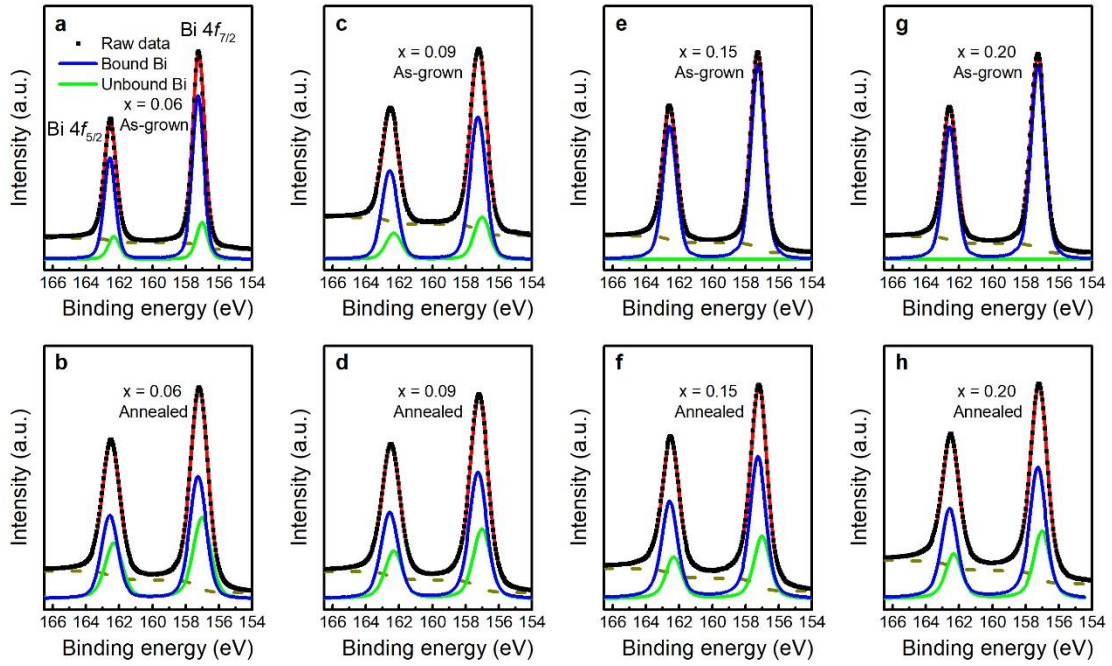 a
Bi 4f7/2
Raw data
Bound Bi
Unbound Bi
x = 0.06
As-grown
Bi 4f5/2
Intensity (a.u.)
166 164 162 160 158 156 154
Binding energy (eV)
c
x = 0.09
As-grown
Intensity (a.u.)
166 164 162 160 158 156 154
Binding energy (eV)
e
x = 0.15
As-grown
Intensity (a.u.)
166 164 162 160 158 156 154
Binding energy (eV)
g
x = 0.20
As-grown
Intensity (a.u.)
166 164 162 160 158 156 154
Binding energy (eV)
b
x = 0.06
Annealed
Intensity (a.u.)
166 164 162 160 158 156 154
Binding energy (eV)
d
x = 0.09
Annealed
Intensity (a.u.)
166 164 162 160 158 156 154
Binding energy (eV)
f
x = 0.15
Annealed
Intensity (a.u.)
166 164 162 160 158 156 154
Binding energy (eV)
h
x = 0.20
Annealed
Intensity (a.u.)
166 164 162 160 158 156 154
Binding energy (eV)